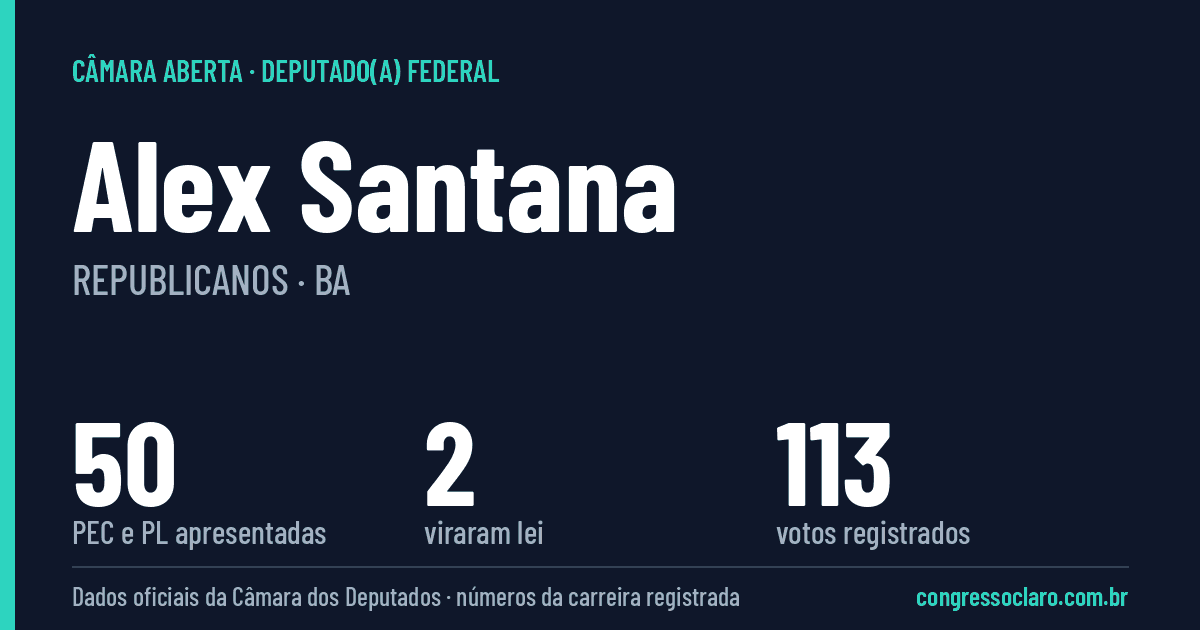 CÂMARA ABERTA · DEPUTADO(A) FEDERAL
Alex Santana
REPUBLICANOS · BA
50 2 113
PEC e PL apresentadas viraram lei votos registrados
Dados oficiais da Câmara dos Deputados · números da carreira registrada congressoclaro.com.br